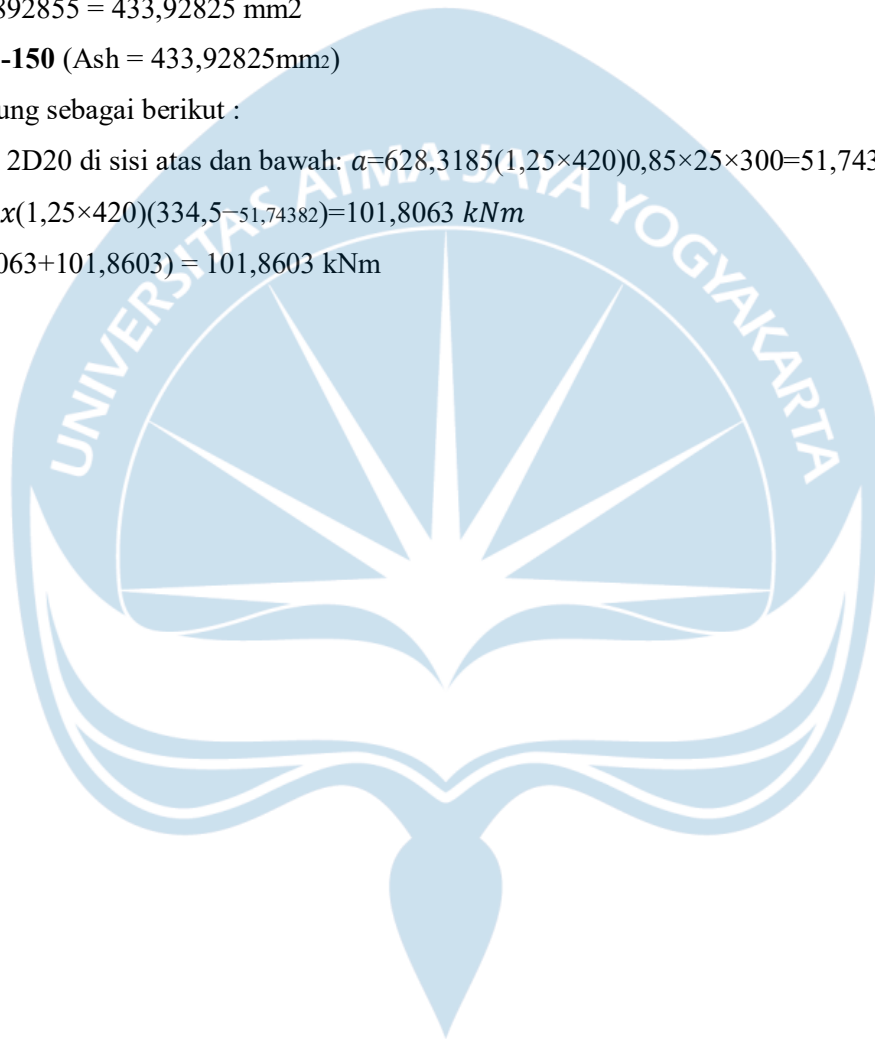 892855 = 433,92825 mm2
-150 (Ash = 433,92825mm2)
ung sebagai berikut :
2D20 di sisi atas dan bawah: 𝑎=628,3185(1,25×420)0,85×25×300=51,743
𝑥(1,25×420)(334,5−51,74382)=101,8063 𝑘𝑁𝑚
063+101,8603) = 101,8603 kNm
UNIVERSITAS ATMA JAYA YOGYAKARTA